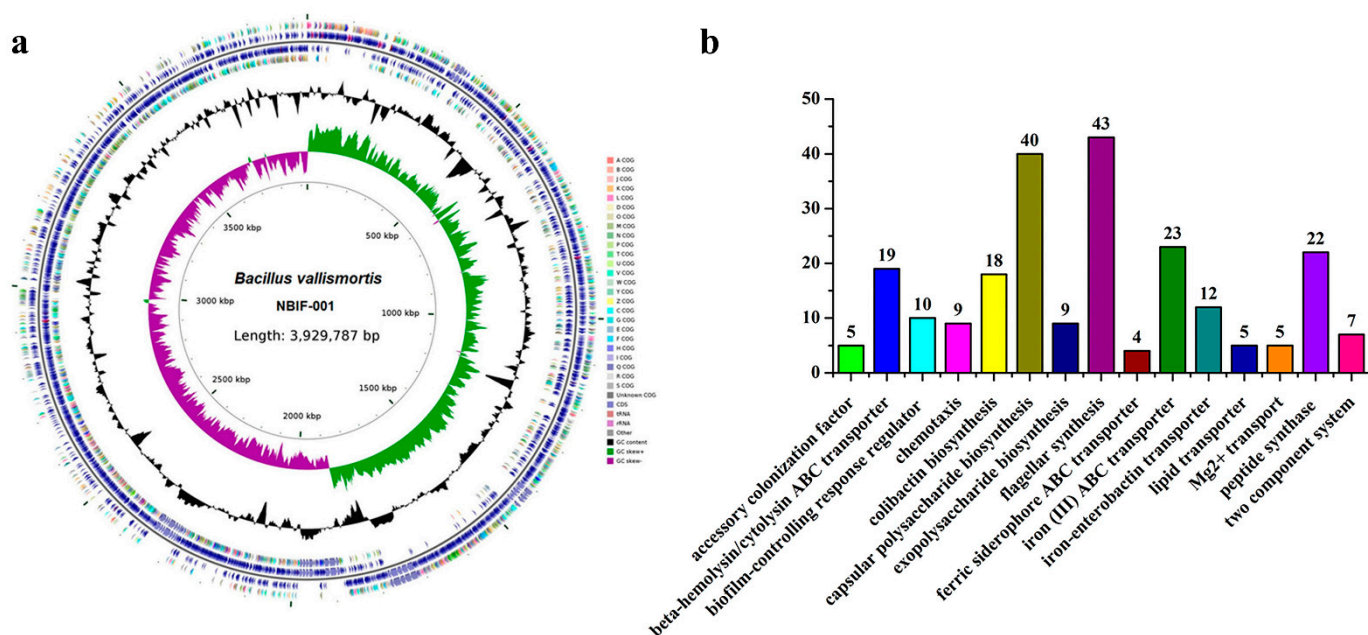 a
b
3500 kbp
500 kbp
3000 kbp
1000 kbp
2500 kbp
1500 kbp
2000 kbp
Bacillus vallismortis
NBIF-001
Length: 3,929,787 bp
A COG
B COG
J COG
K COG
L COG
D COG
O COG
M COG
N COG
P COG
T COG
U COG
V COG
W COG
Y COG
Z COG
C COG
G COG
E COG
F COG
H COG
I COG
Q COG
R COG
S COG
Unknown COG
CDS
tRNA
rRNA
Other
GC content
GC skew+
GC skew-
50
40
30
20
10
0
5
19
10
9
18
40
9
43
4
23
12
5
5
22
7
accessory colonization factor
beta-hemolysin/cytolysin ABC transporter
biofilm-controlling response regulator
chemotaxis
colibactin biosynthesis
capsular polysaccharide biosynthesis
exopolysaccharide biosynthesis
flagellar synthesis
ferric siderophore ABC transporter
iron (III) ABC transporter
iron-enterobactin transporter
lipid transporter
Mg2+ transport
peptide synthase
two component system